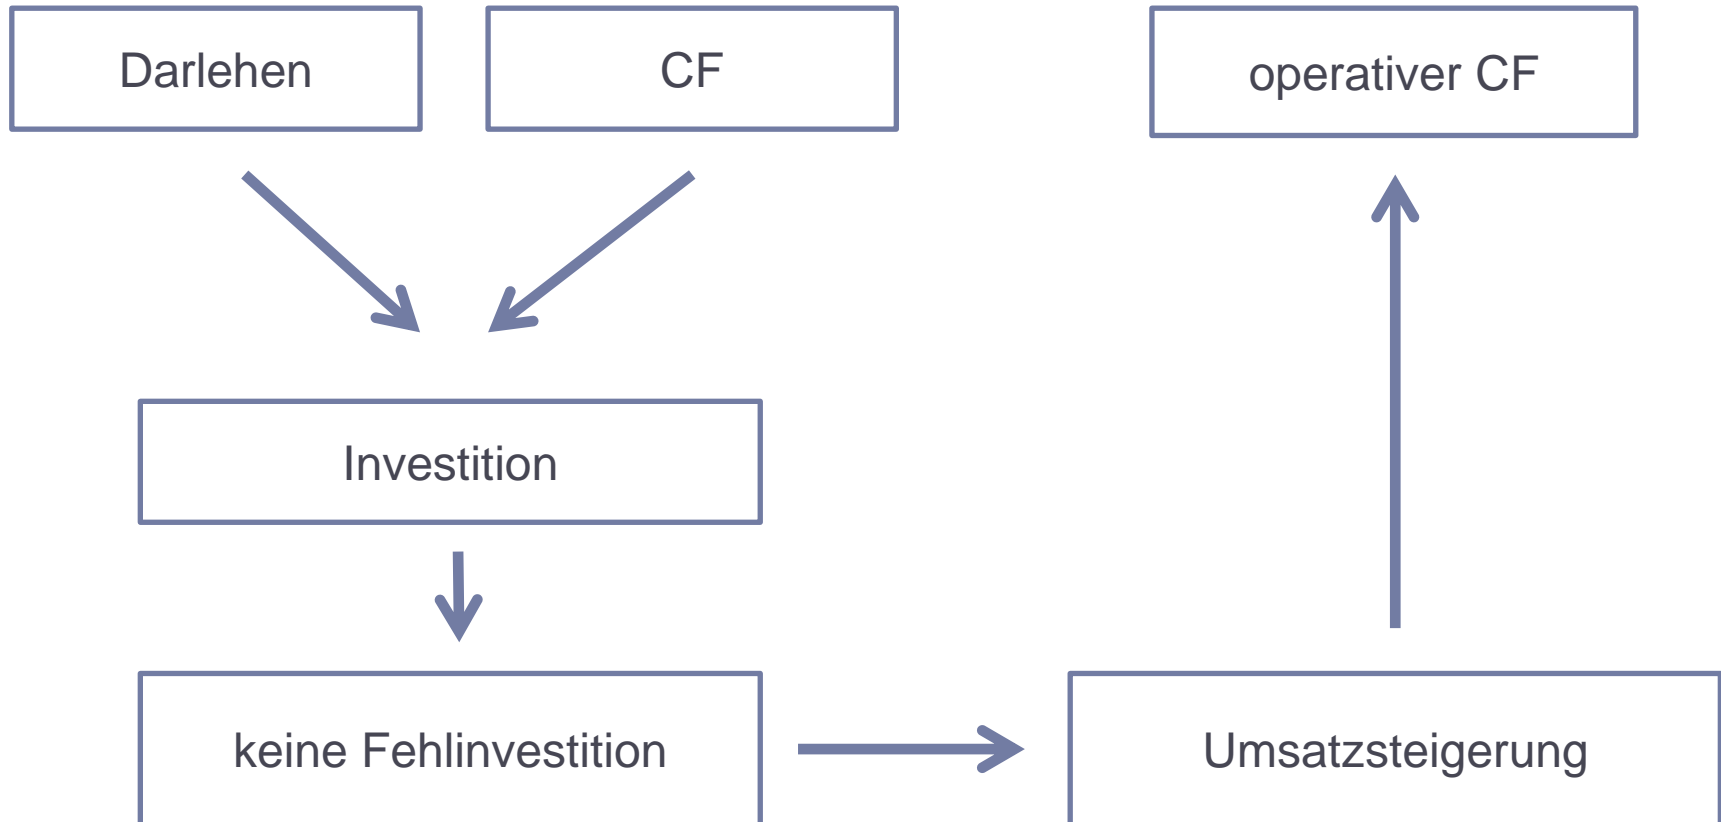 Darlehen
CF
operativer CF
Investition
keine Fehlinvestition
Umsatzsteigerung